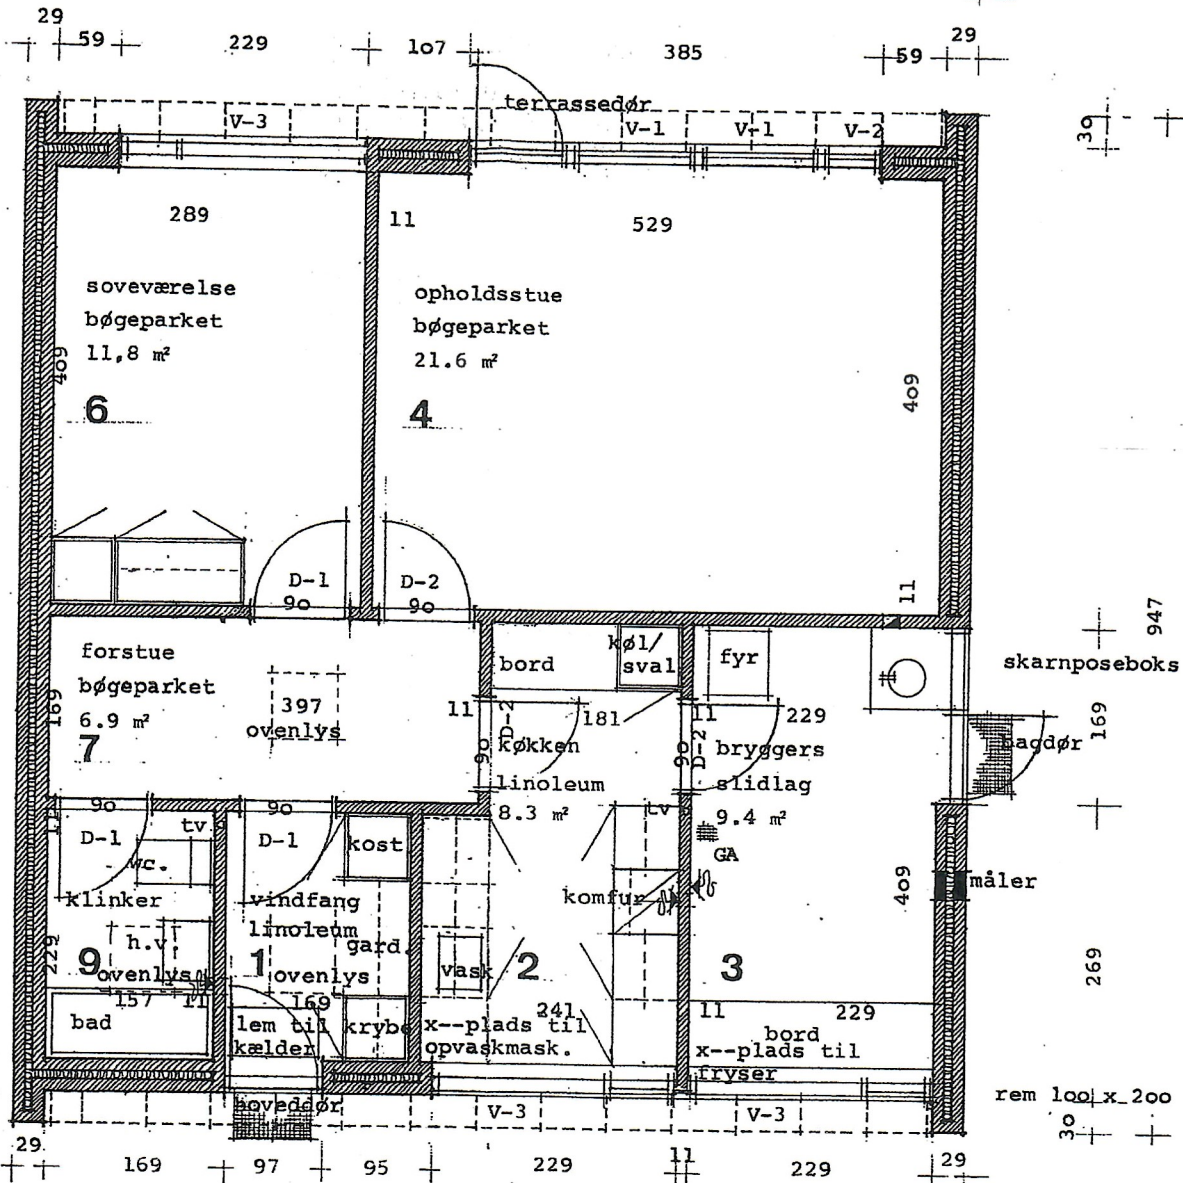 29
59
229
107
385
59
29
terrassedør
V-3
V-1
V-1
V-2
30
289
11
529
soveværelse
bøgeparket
11,8 m²
409
6
opholdsstue
bøgeparket
21.6 m²
409
4
D-1
90
D-2
90
11
947
forstue
bøgeparket
6.9 m²
169
7
397
ovenlys
bord
køl/
sval
fyr
skarnposeboks
11
D-2
90
181
køkken
linoleum
8.3 m²
11
D-2
90
229
bryggers
slidlag
9.4 m²
bagdør
169
90
11
D-1
tv
wc.
klinker
229
9
h.v.
ovenlys
157
11
bad
90
D-1
kost
vindfang
linoleum
gard.
1
ovenlys
169
lem til
kælder
krybe
tv
komfur
vask
2
241
x--plads til
opvaskmask.
GA
409
måler
3
269
11
229
bord
x--plads til
fryser
hoveddør
V-3
V-3
rem 100 x 200
30
29
169
97
95
229
11
229
29